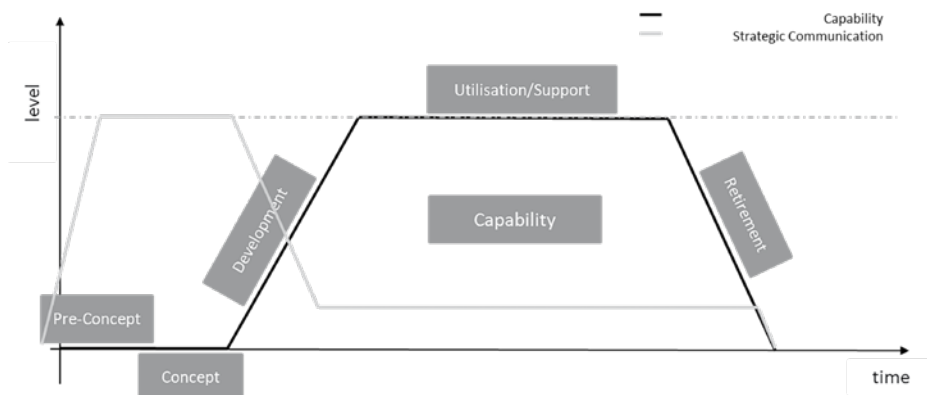 Capability
Strategic Communication
level
Utilisation/Support
Development
Capability
Retirement
Pre-Concept
Concept
time